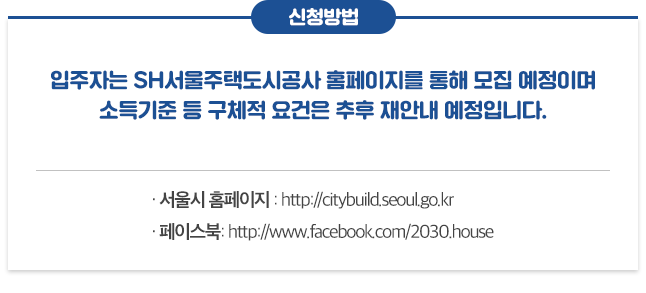 신청방법
입주자는 SH서울주택도시공사 홈페이지를 통해 모집 예정이며
소득기준 등 구체적 요건은 추후 재안내 예정입니다.
· 서울시 홈페이지 : http://citybuild.seoul.go.kr
· 페이스북: http://www.facebook.com/2030.house